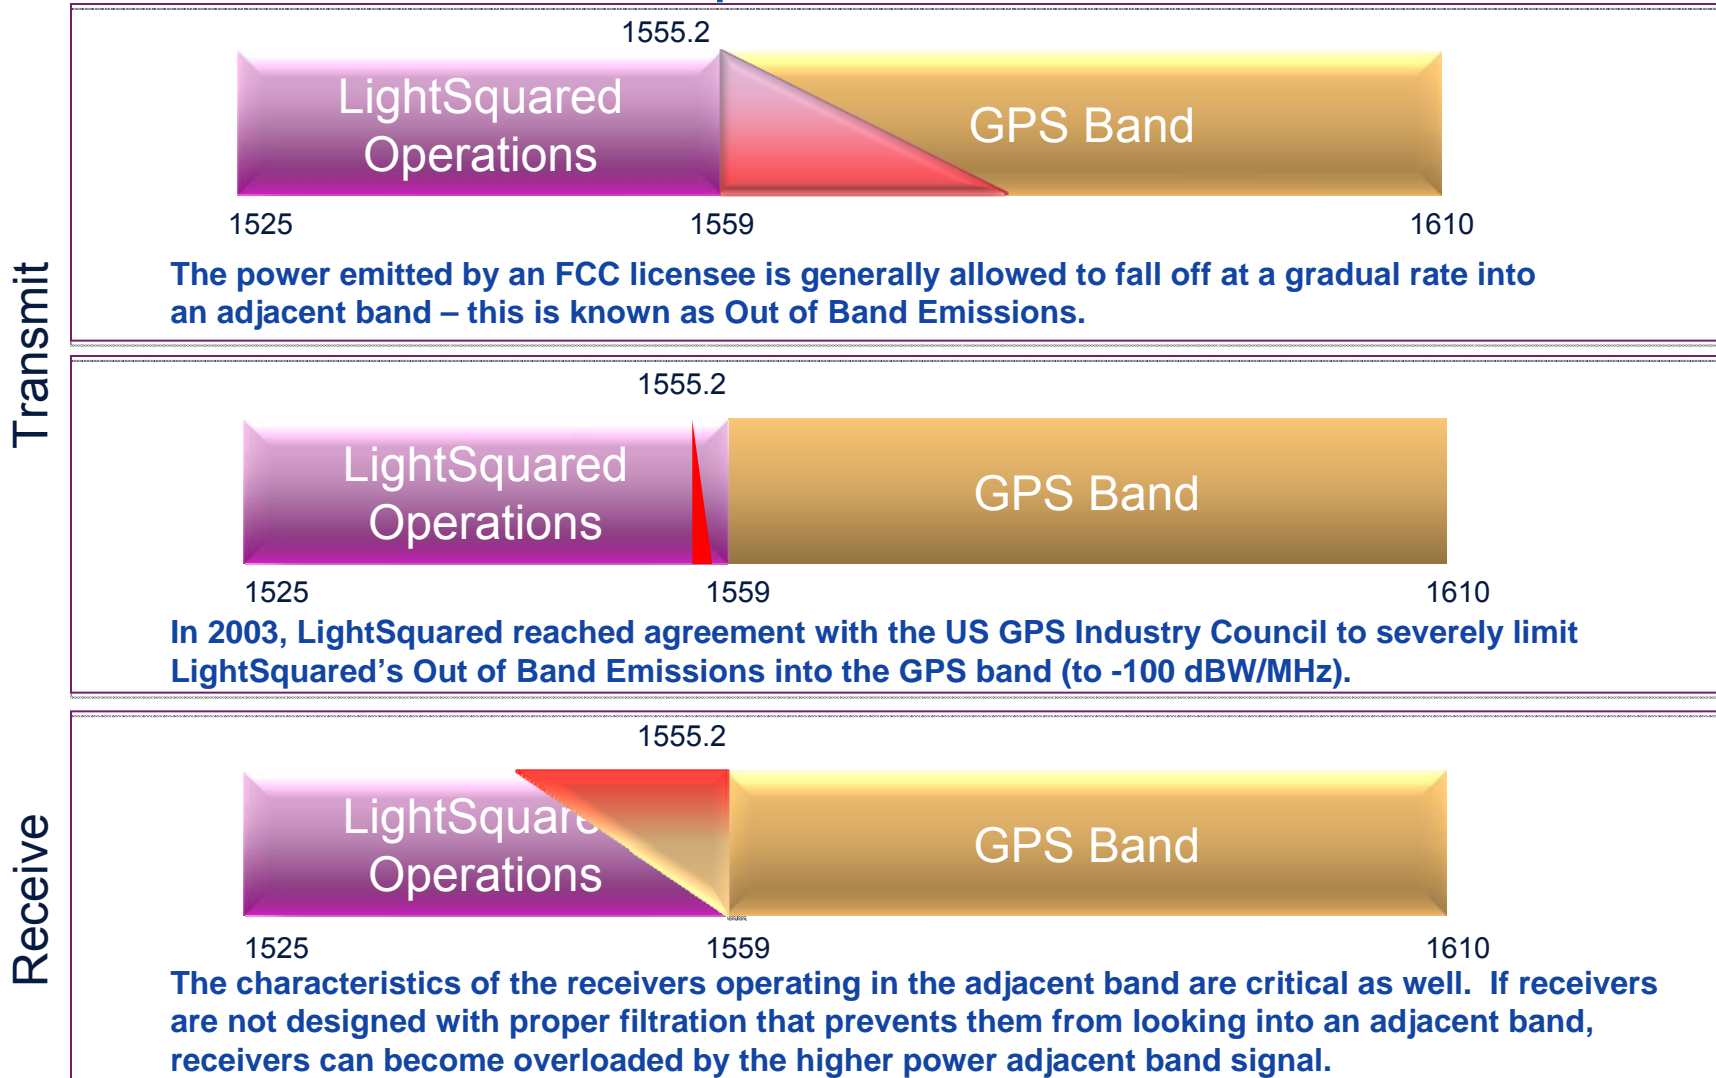 Transmit
1555.2
LightSquared
Operations
GPS Band
1525
1559
1610
The power emitted by an FCC licensee is generally allowed to fall off at a gradual rate into
an adjacent band – this is known as Out of Band Emissions.
1555.2
LightSquared
Operations
GPS Band
1525
1559
1610
In 2003, LightSquared reached agreement with the US GPS Industry Council to severely limit
LightSquared's Out of Band Emissions into the GPS band (to -100 dBW/MHz).
Receive
1555.2
LightSquare
Operations
GPS Band
1525
1559
1610
The characteristics of the receivers operating in the adjacent band are critical as well.  If receivers
are not designed with proper filtration that prevents them from looking into an adjacent band,
receivers can become overloaded by the higher power adjacent band signal.